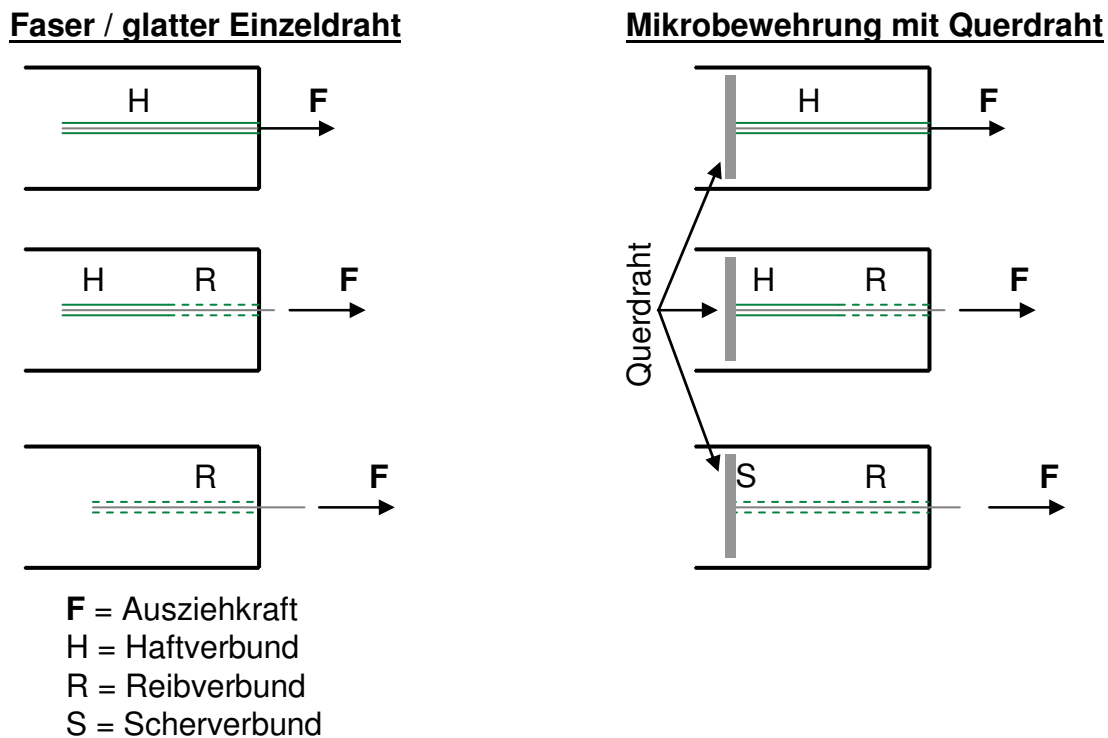 Faser / glatter Einzeldraht
H
F
H
R
F
R
F
F = Ausziehkraft
H = Haftverbund
R = Reibverbund
S = Scherverbund
Mikrobewehrung mit Querdraht
H
F
Querdraht
H
R
F
S
R
F